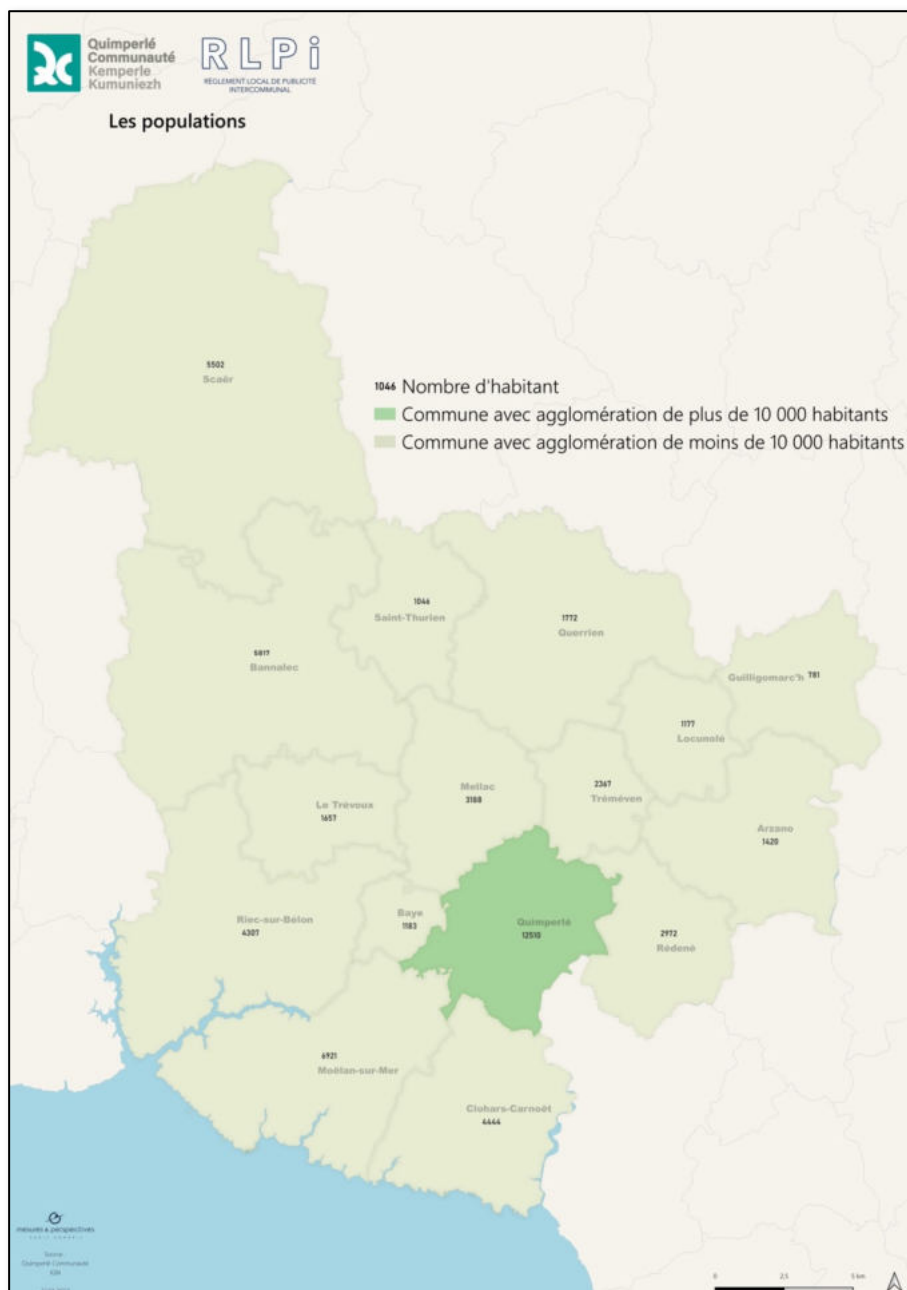 Quimperlé
Communauté
Kemperle
Kumuniezh
RLPi
RÈGLEMENT LOCAL DE PUBLICITÉ
INTERCOMMUNAL
Les populations
5502
Scaër
1046 Nombre d'habitant
Commune avec agglomération de plus de 10 000 habitants
Commune avec agglomération de moins de 10 000 habitants
1046
Saint-Thurien
1772
Querrien
5817
Bannalec
Guilligomarc'h 781
1177
Locunolé
Mellac
3188
2367
Tréméven
Le Trévoux
1657
Arzano
1420
Riec-sur-Bélon
4307
Baye
1183
Quimperlé
12510
2972
Rédené
6921
Moëlan-sur-Mer
Clohars-Carnoët
4444
mesures & perspectives
Source :
Quimperlé Communauté
IGN
0 2,5 5 km